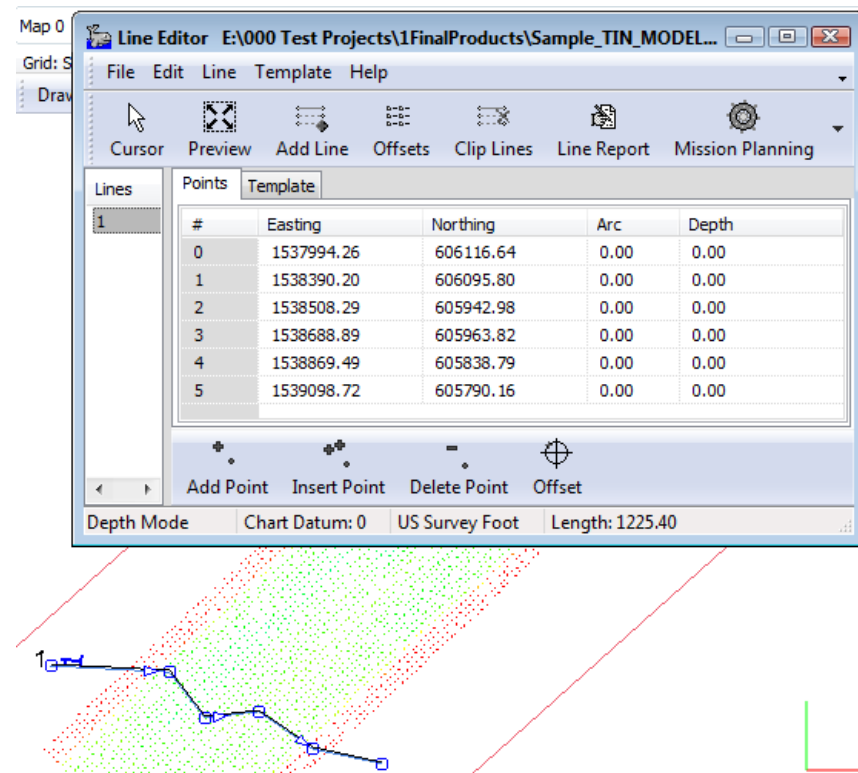 Map 0
Line Editor E:\000 Test Projects\1FinalProducts\Sample_TIN_MODEL...
Grid: S
File Edit Line Template Help
Draw
Cursor Preview Add Line Offsets Clip Lines Line Report Mission Planning
Lines
Points Template
1
# Easting Northing Arc Depth
0 1537994.26 606116.64 0.00 0.00
1 1538390.20 606095.80 0.00 0.00
2 1538508.29 605942.98 0.00 0.00
3 1538688.89 605963.82 0.00 0.00
4 1538869.49 605838.79 0.00 0.00
5 1539098.72 605790.16 0.00 0.00
Add Point Insert Point Delete Point Offset
Depth Mode Chart Datum: 0 US Survey Foot Length: 1225.40
1